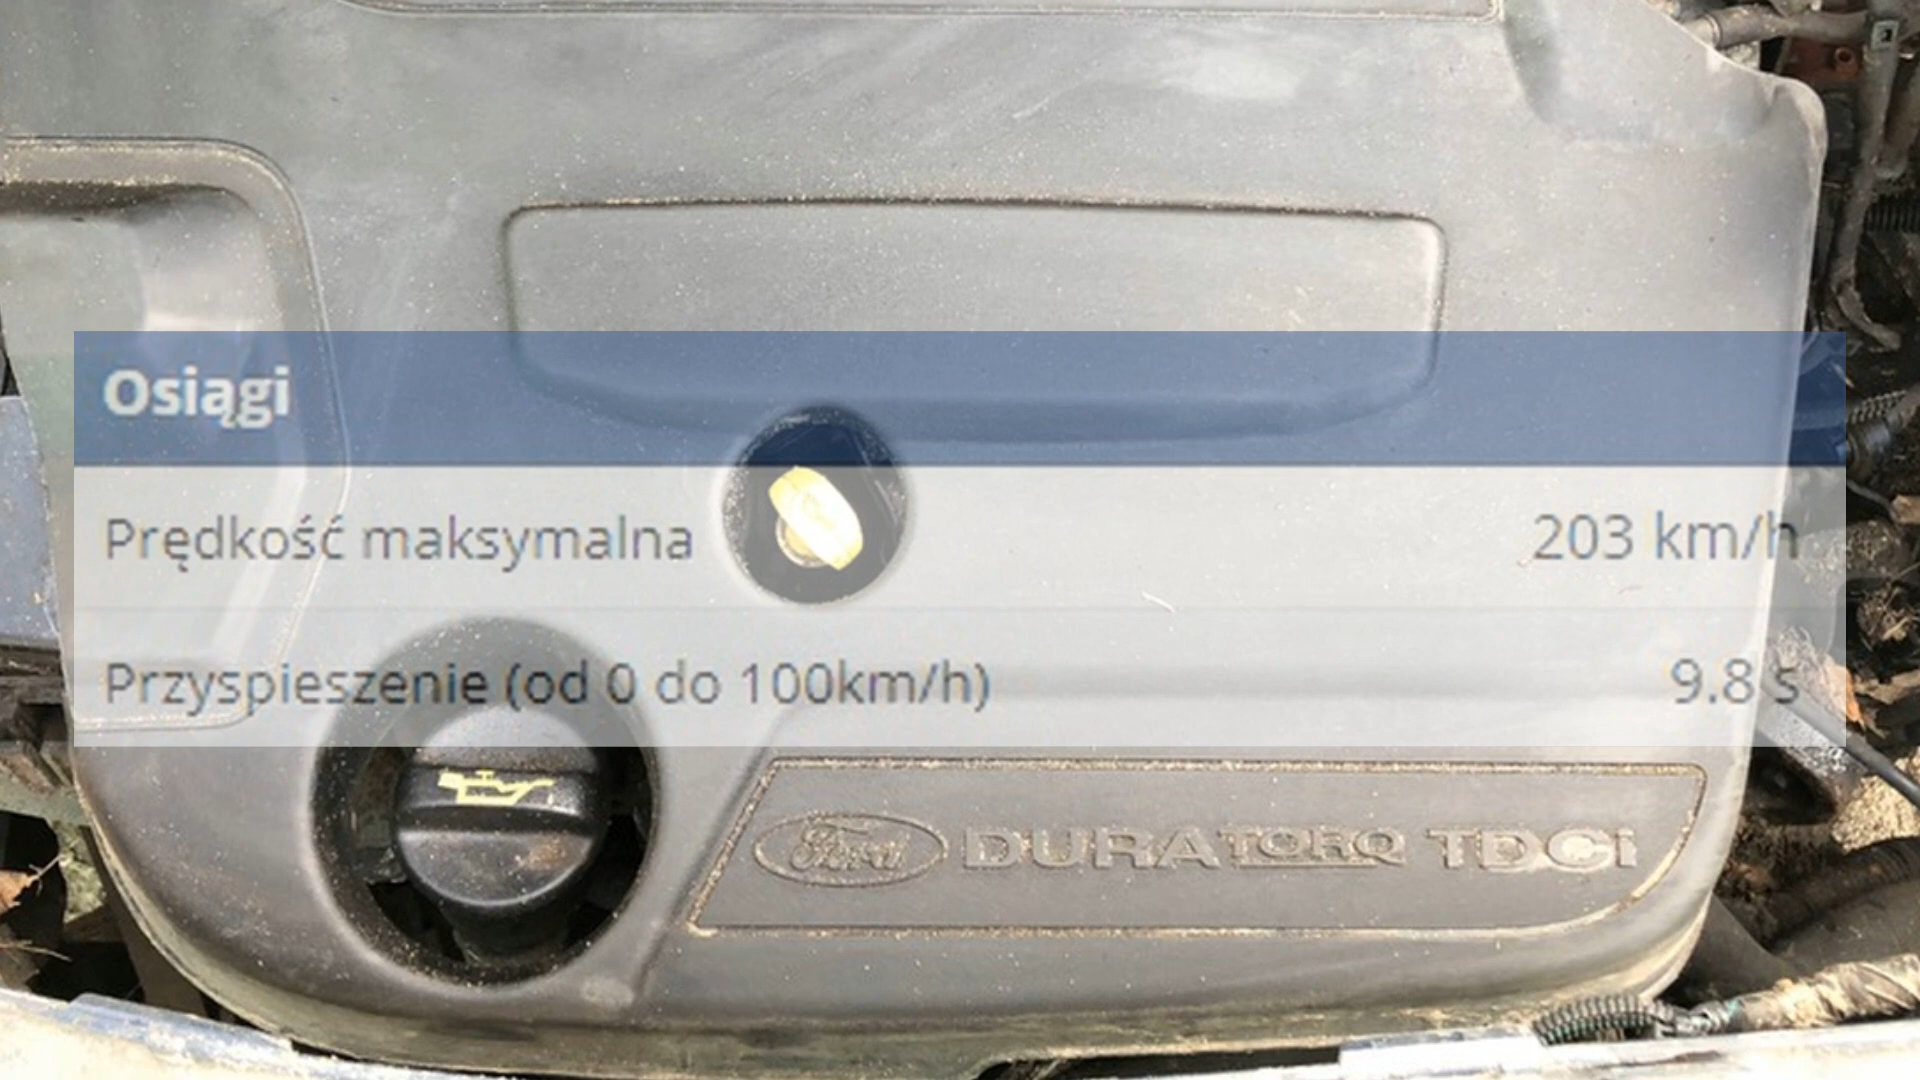 Osiągi
Prędkość maksymalna 203 km/h
Przyspieszenie (od 0 do 100km/h) 9.8 s
Ford DURATORQ TDCi